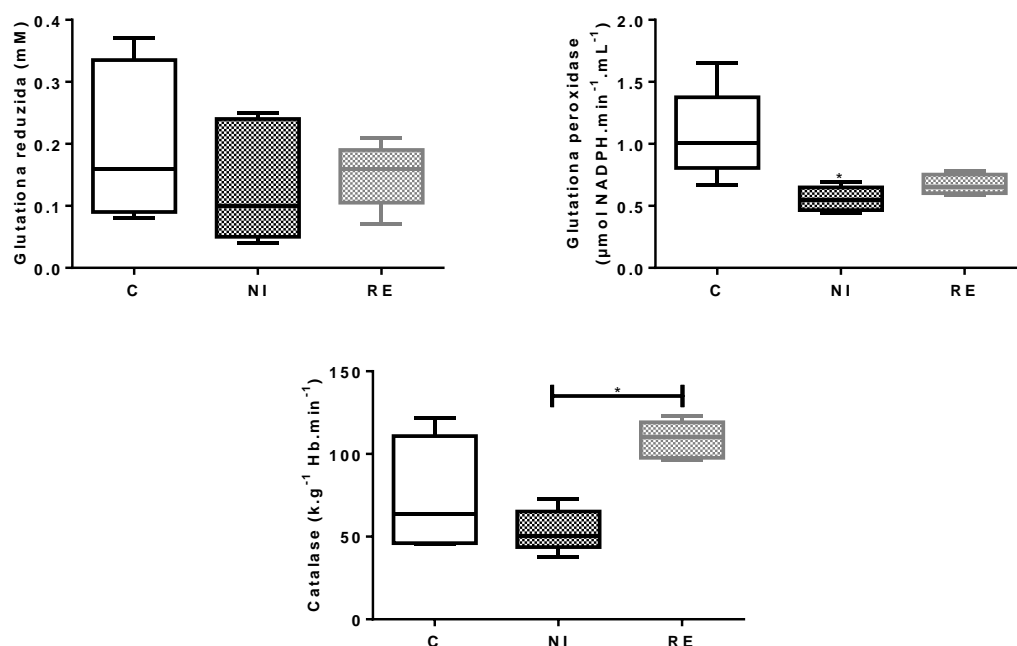 Glutationa reduzida (mM)
0.4
0.3
0.2
0.1
0.0
C NI RE
Glutationa peroxidase
(µmol NADPH.min⁻¹.mL⁻¹)
2.0
1.5
1.0
0.5
0.0
*
C NI RE
Catalase (k.g⁻¹ Hb.min⁻¹)
150
100
50
0
*
C NI RE